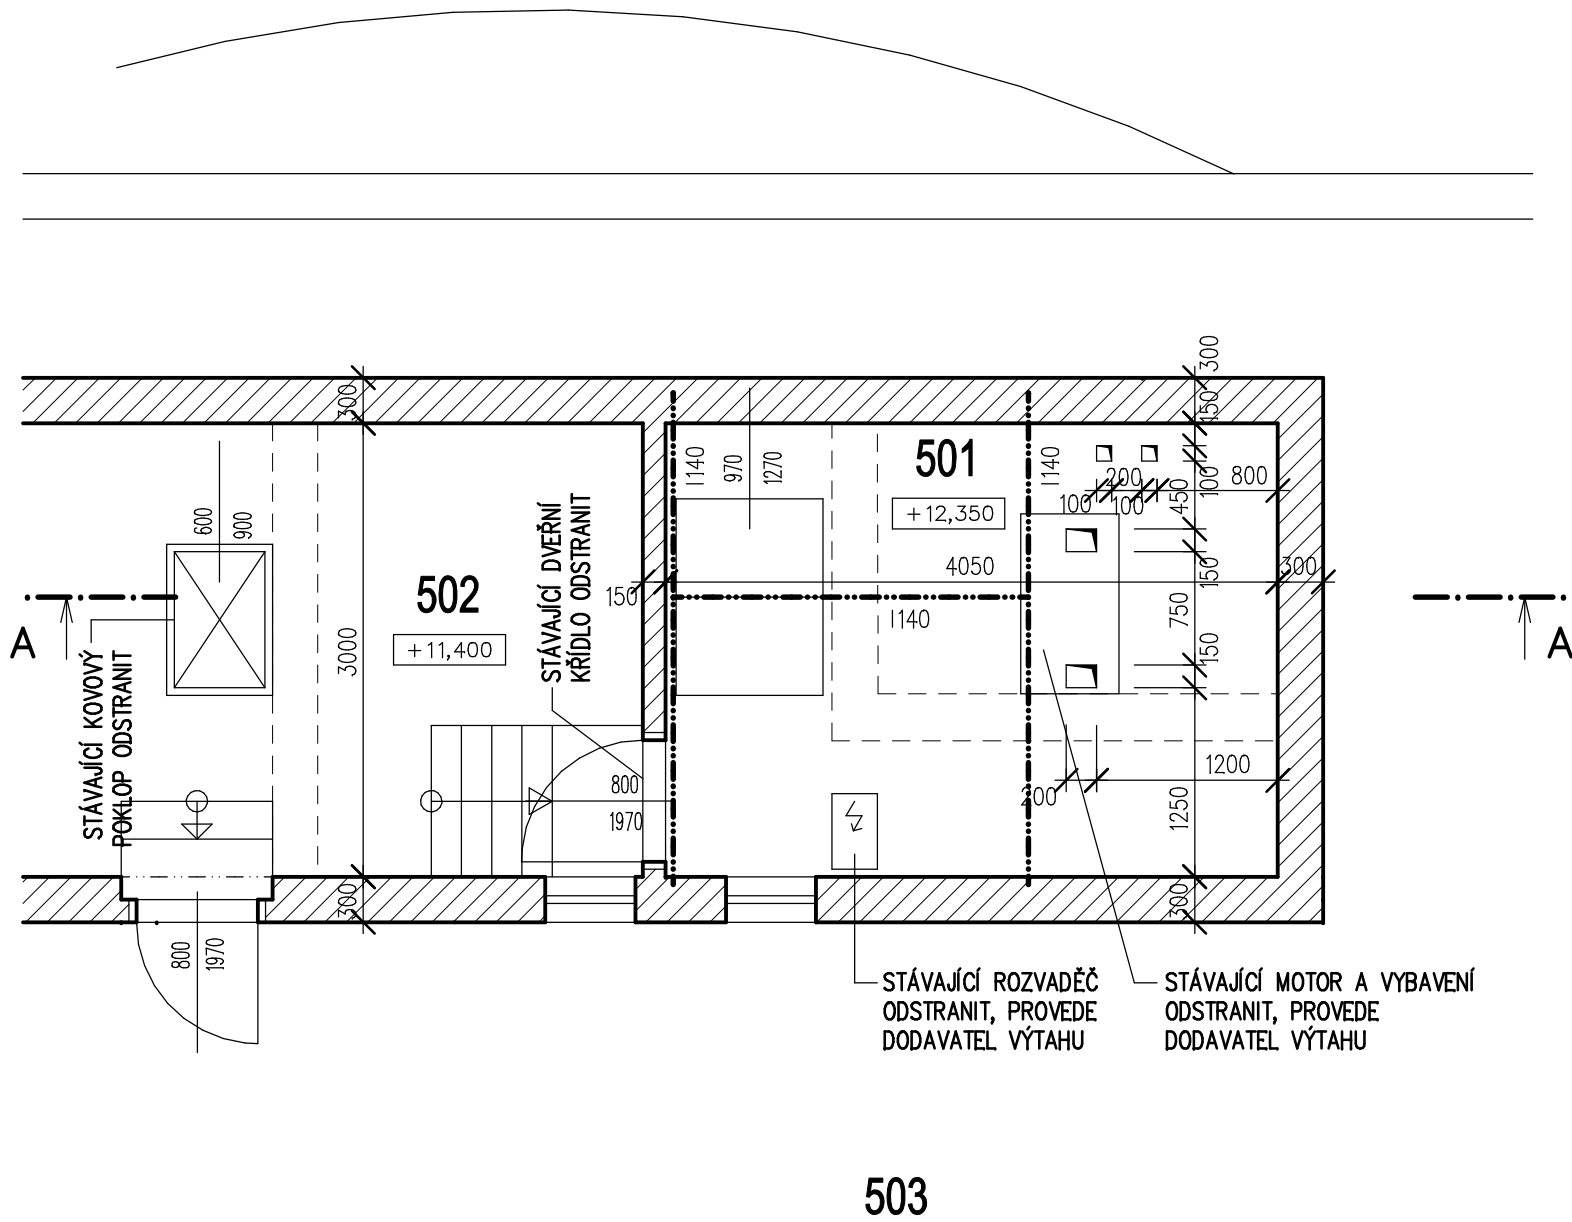 300
300
150
501
I140
970
1270
I140
200
800
100
100
450
100
600
900
+12,350
STÁVAJÍCÍ DVEŘNÍ
KŘÍDLO ODSTRANIT
4050
150
300
502
150
I140
750
A
+11,400
3000
150
A
STÁVAJÍCÍ KOVOVÝ
POKLOP ODSTRANIT
1200
800
1970
200
1250
300
300
800
1970
STÁVAJÍCÍ ROZVADĚČ
ODSTRANIT, PROVEDE
DODAVATEL VÝTAHU
STÁVAJÍCÍ MOTOR A VYBAVENÍ
ODSTRANIT, PROVEDE
DODAVATEL VÝTAHU
503